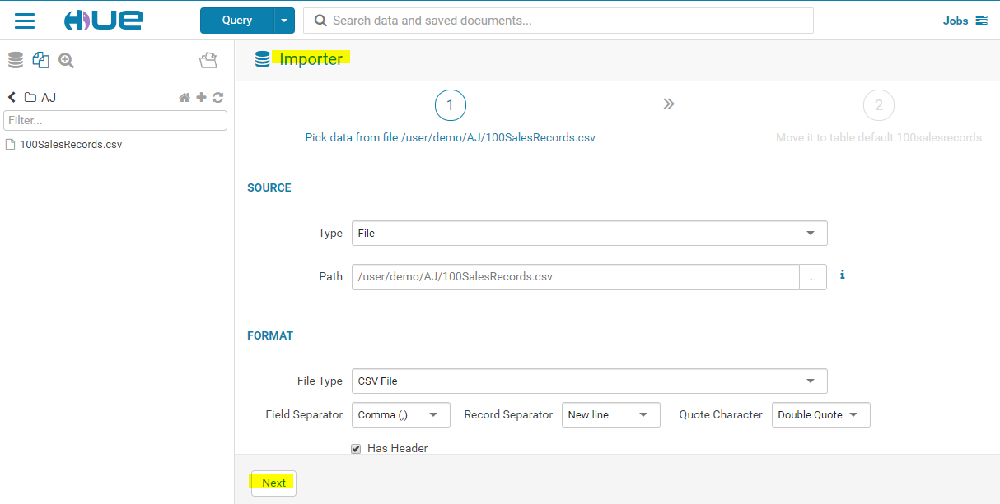 HUE
Query
Search data and saved documents...
Jobs
Importer
AJ
Filter...
100SalesRecords.csv
1
2
Pick data from file /user/demo/AJ/100SalesRecords.csv
Move it to table default.100salesrecords
SOURCE
Type File
Path /user/demo/AJ/100SalesRecords.csv ..
FORMAT
File Type CSV File
Field Separator Comma (,) Record Separator New line Quote Character Double Quote
Has Header
Next